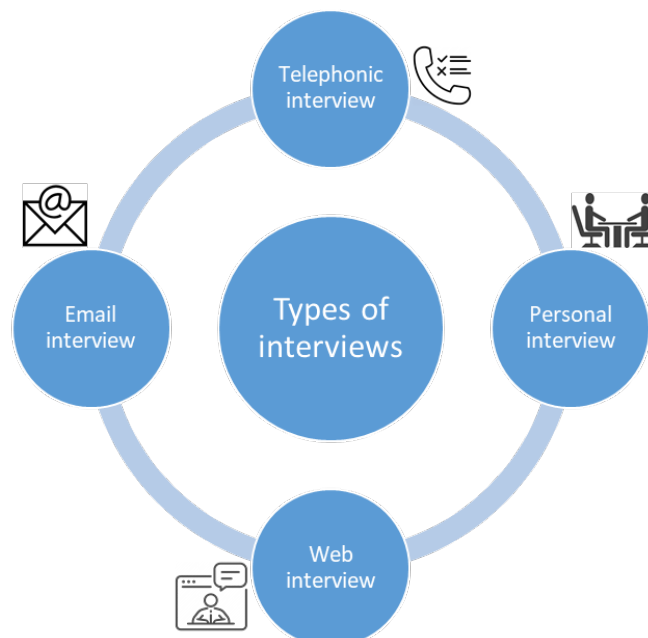 Telephonic
interview
Email
interview
Types of
interviews
Personal
interview
Web
interview